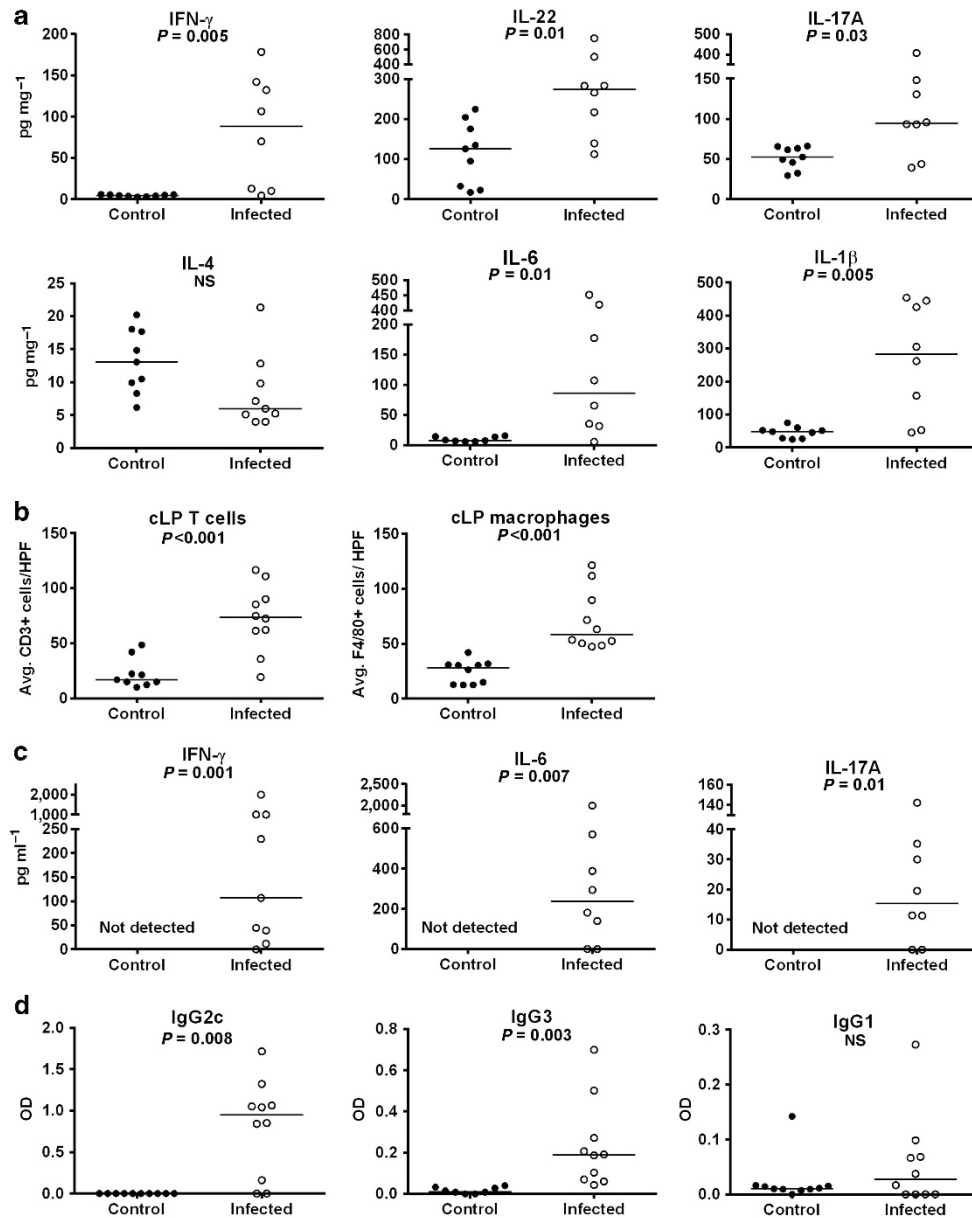 a
IFN-γ
P = 0.005
pg mg⁻¹
200
150
100
50
0
Control
Infected
IL-22
P = 0.01
800
600
400
300
200
100
0
Control
Infected
IL-17A
P = 0.03
500
400
300
200
150
100
50
0
Control
Infected
IL-4
NS
pg mg⁻¹
25
20
15
10
5
0
Control
Infected
IL-6
P = 0.01
500
450
400
300
200
150
100
50
0
Control
Infected
IL-1β
P = 0.005
500
400
300
200
100
0
Control
Infected
b
cLP T cells
P<0.001
Avg. CD3+ cells/HPF
150
100
50
0
Control
Infected
cLP macrophages
P<0.001
Avg. F4/80+ cells/ HPF
150
100
50
0
Control
Infected
c
IFN-γ
P = 0.001
pg ml⁻¹
2,000
1,000
250
200
150
100
50
0
Not detected
Control
Infected
IL-6
P = 0.007
2,500
2,000
1,500
600
400
200
0
Not detected
Control
Infected
IL-17A
P = 0.01
160
140
120
40
30
20
10
0
Not detected
Control
Infected
d
IgG2c
P = 0.008
OD
2.0
1.5
1.0
0.5
0.0
Control
Infected
IgG3
P = 0.003
OD
0.8
0.6
0.4
0.2
0.0
Control
Infected
IgG1
NS
OD
0.3
0.2
0.1
0.0
Control
Infected